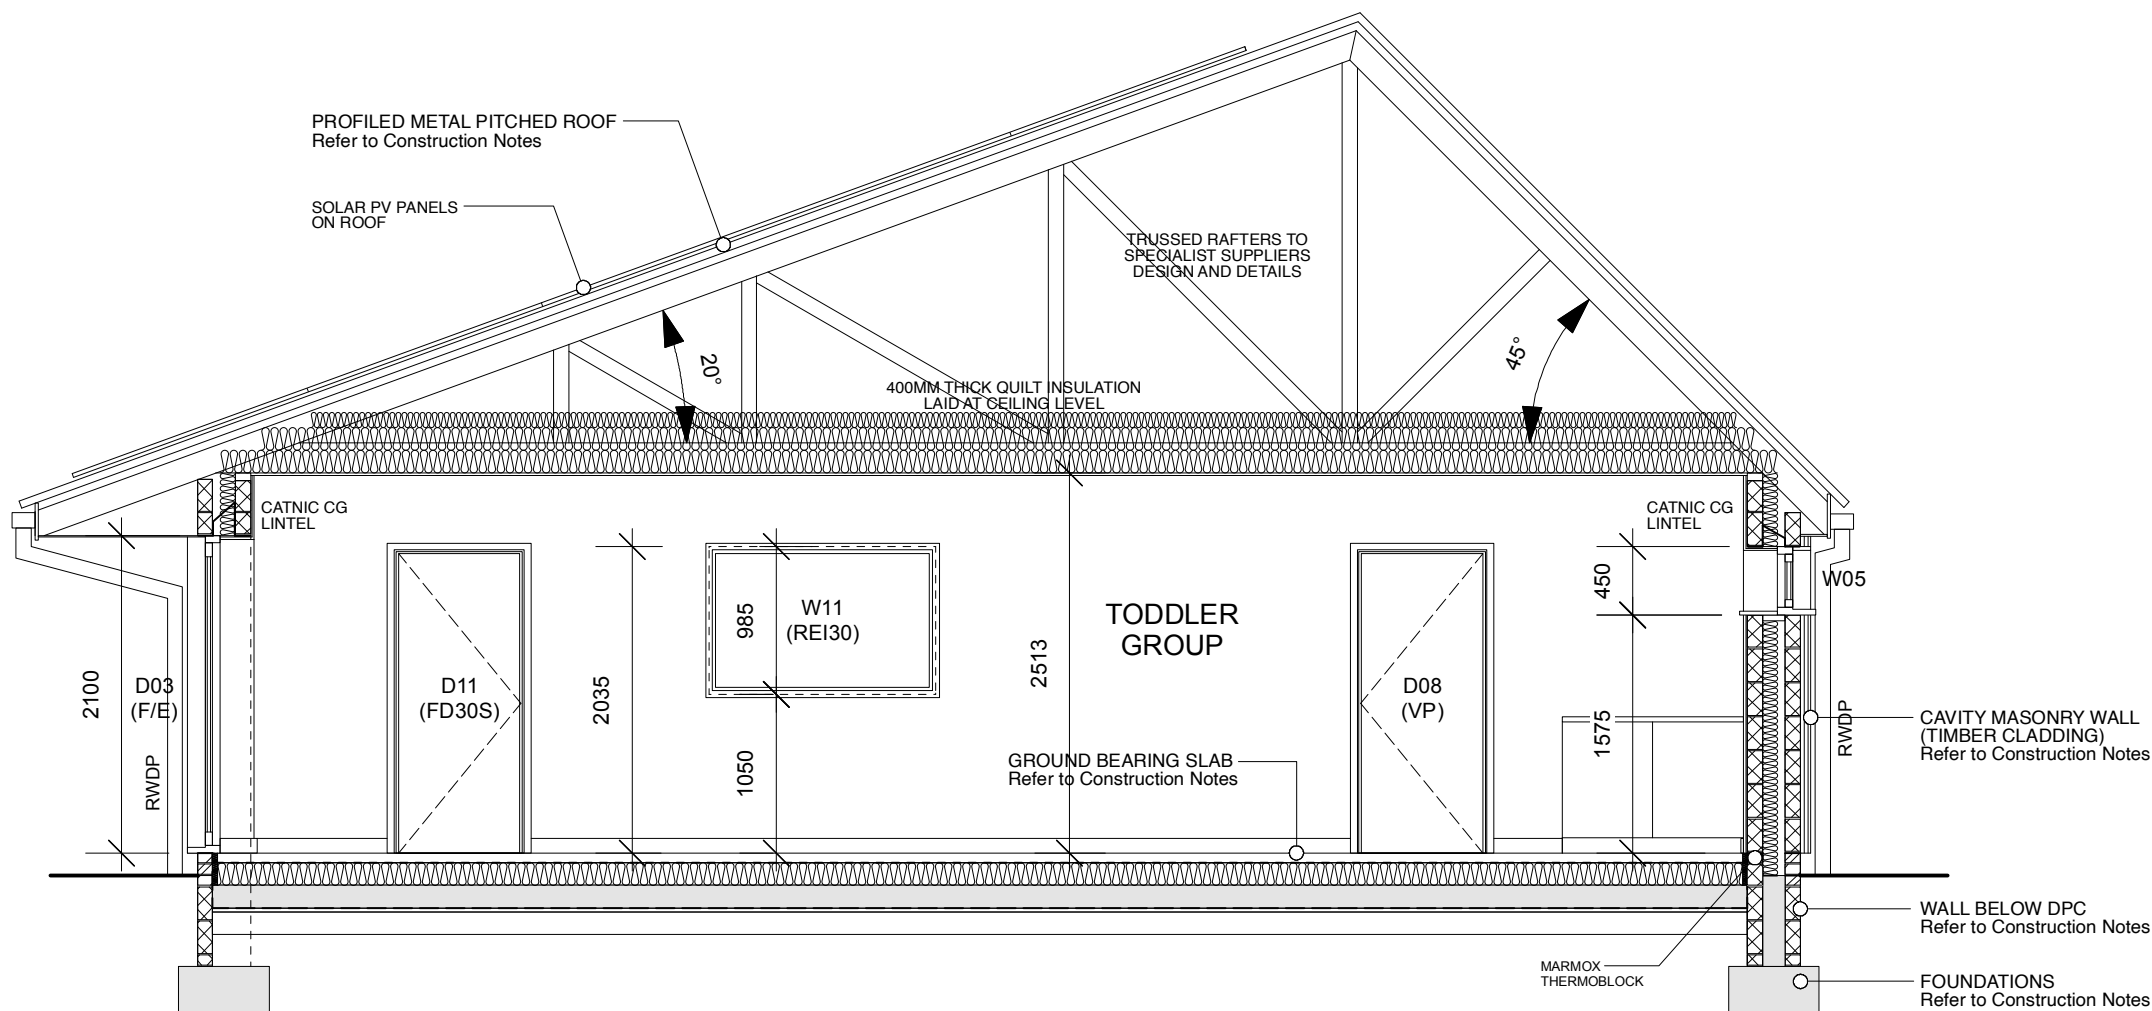 PROFILED METAL PITCHED ROOF
Refer to Construction Notes
SOLAR PV PANELS
ON ROOF
TRUSSED RAFTERS TO
SPECIALIST SUPPLIERS
DESIGN AND DETAILS
20°
45°
400MM THICK QUILT INSULATION
LAID AT CEILING LEVEL
CATNIC CG
LINTEL
CATNIC CG
LINTEL
2100
D03
(F/E)
RWDP
D11
(FD30S)
2035
985
1050
W11
(REI30)
2513
TODDLER
GROUP
D08
(VP)
450
1575
W05
RWDP
GROUND BEARING SLAB
Refer to Construction Notes
CAVITY MASONRY WALL
(TIMBER CLADDING)
Refer to Construction Notes
WALL BELOW DPC
Refer to Construction Notes
MARMOX
THERMOBLOCK
FOUNDATIONS
Refer to Construction Notes